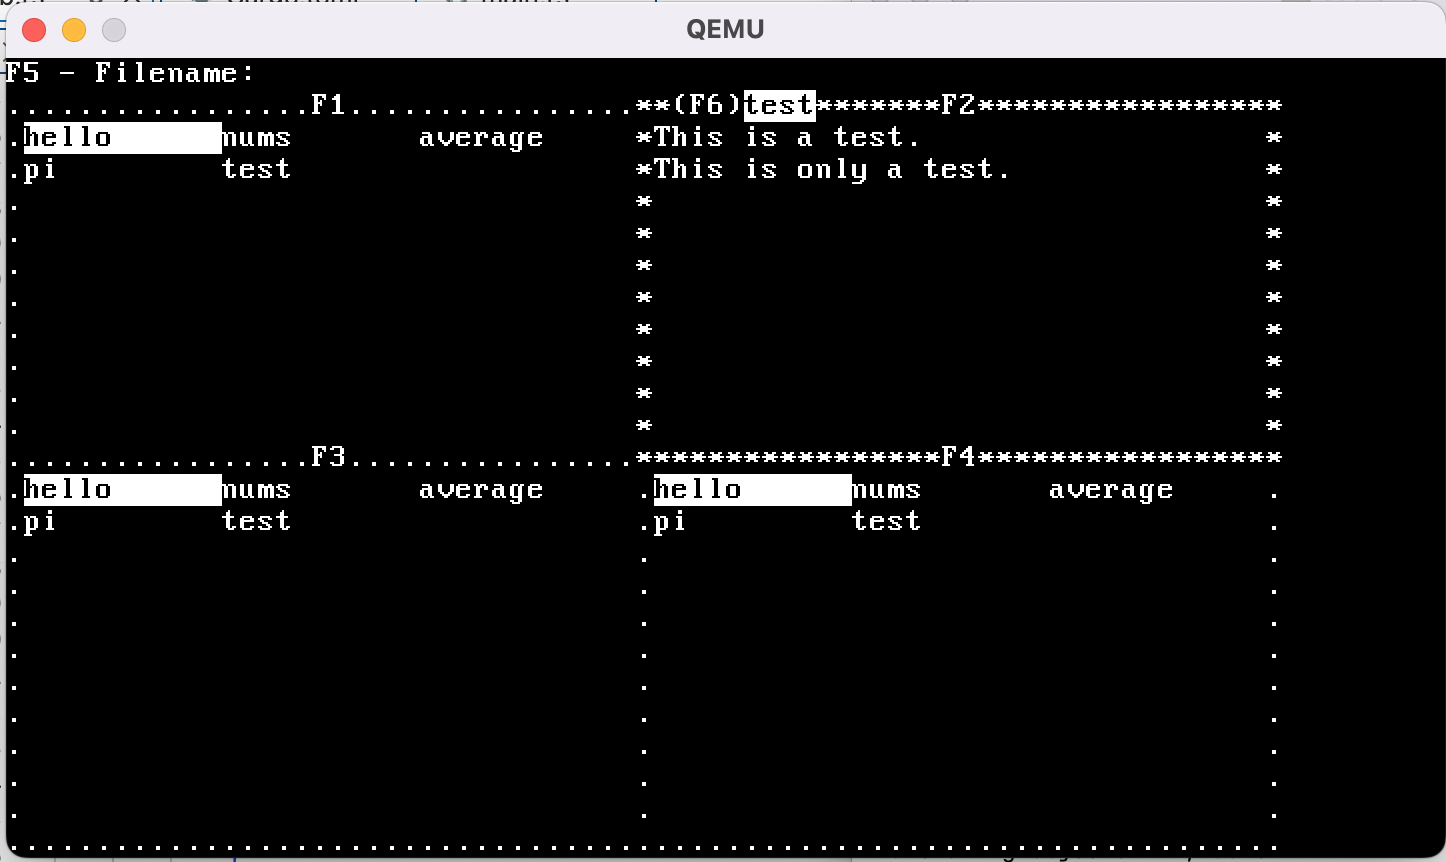 QEMU
F5 - Filename:
.................F1................**(F6)test*******F2*****************
.hello      nums       average     *This is a test.                   *
.pi         test                   *This is only a test.              *
.                                  *                                  *
.                                  *                                  *
.                                  *                                  *
.                                  *                                  *
.                                  *                                  *
.                                  *                                  *
.                                  *                                  *
.                                  *                                  *
.................F3................*****************F4*****************
.hello      nums       average     .hello      nums       average     .
.pi         test                   .pi         test                   .
.                                  .                                  .
.                                  .                                  .
.                                  .                                  .
.                                  .                                  .
.                                  .                                  .
.                                  .                                  .
.                                  .                                  .
.                                  .                                  .
.                                  .                                  .
.......................................................................